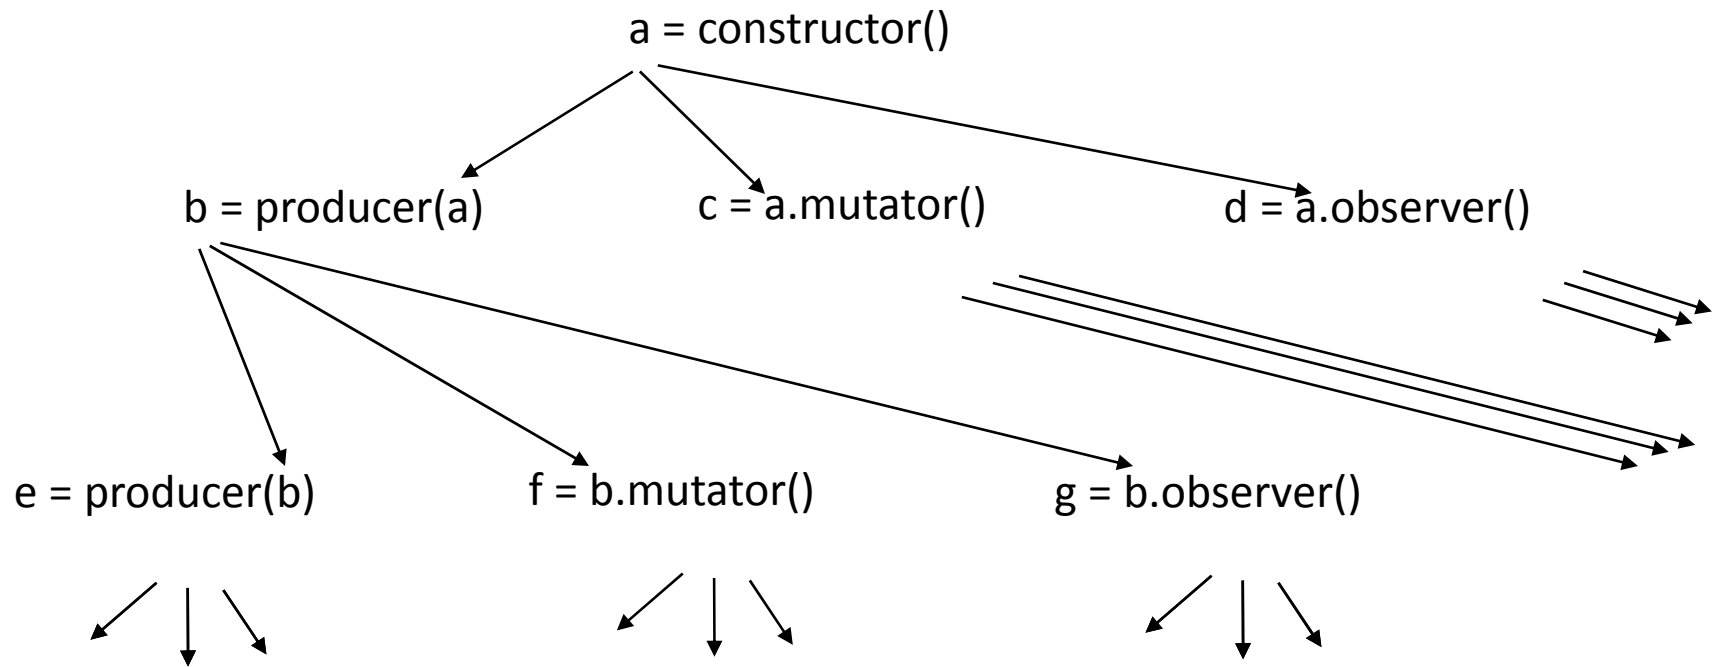 a = constructor()
b = producer(a)
c = a.mutator()
d = a.observer()
e = producer(b)
f = b.mutator()
g = b.observer()